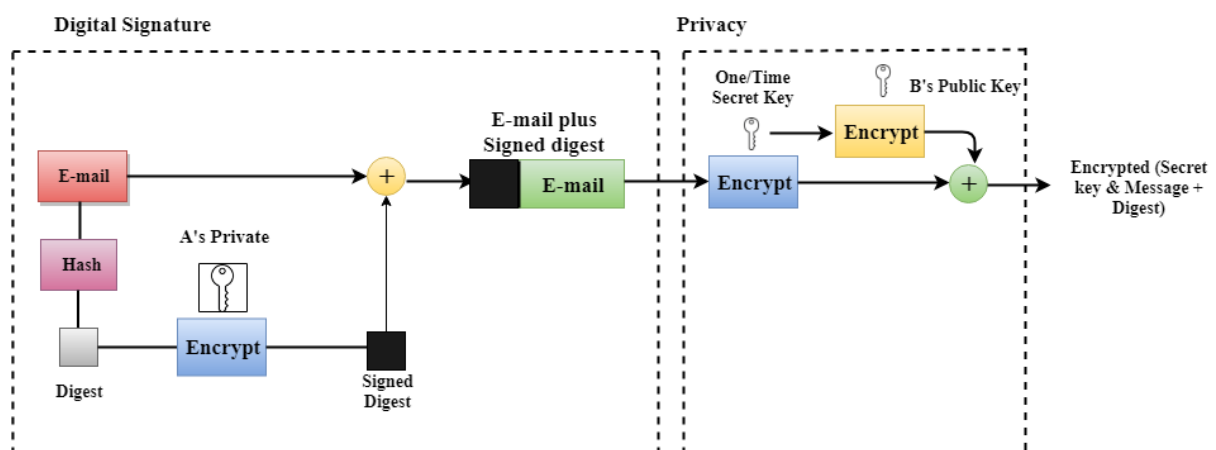 Digital Signature
Privacy
One/Time
Secret Key
B's Public Key
E-mail plus
Signed digest
Encrypt
E-mail
+
E-mail
Encrypt
+
Encrypted (Secret
key & Message +
Digest)
A's Private
Hash
Encrypt
Digest
Signed
Digest